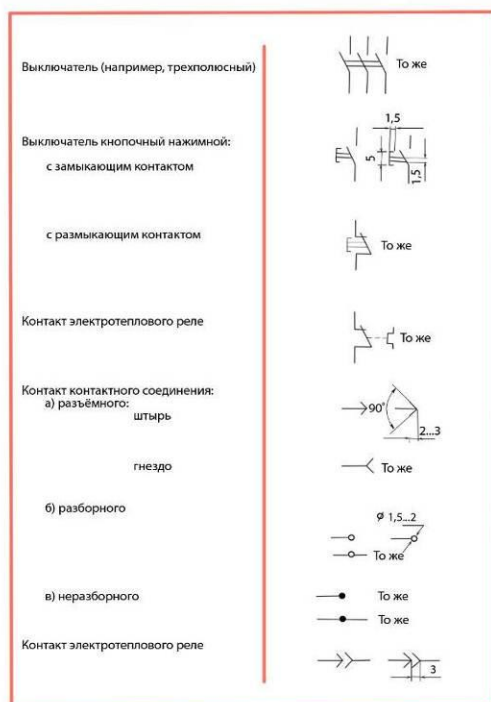 Выключатель (например, трехполюсный)
То же
Выключатель кнопочный нажимной:
с замыкающим контактом
1,5
5
1,5
с размыкающим контактом
То же
Контакт электротеплового реле
То же
Контакт контактного соединения:
а) разъёмного:
штырь
90°
2...3
гнездо
То же
б) разборного
ø 1,5...2
То же
в) неразборного
То же
То же
Контакт электротеплового реле
3